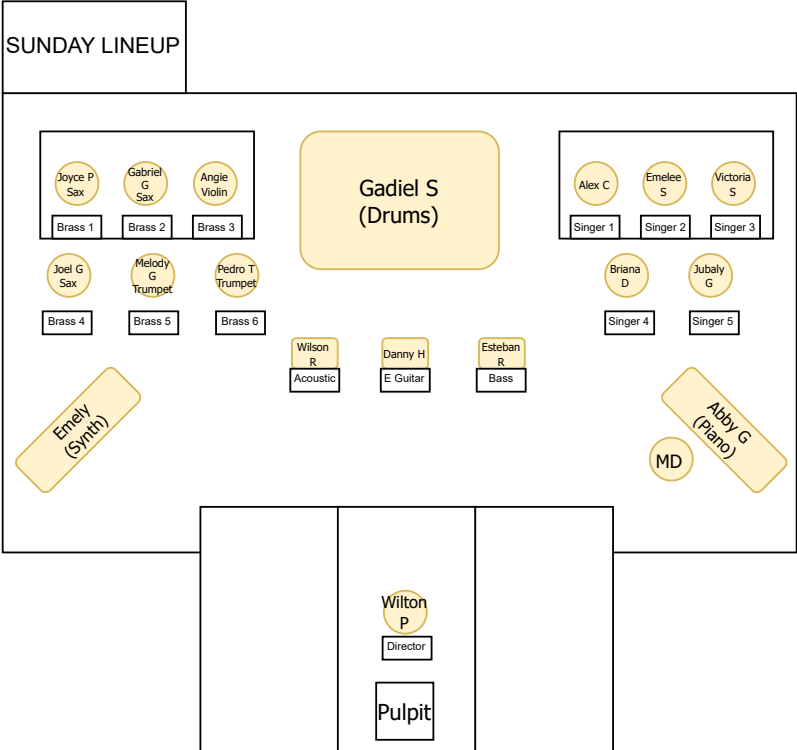 SUNDAY LINEUP
Joyce P
Sax
Gabriel
G
Sax
Angie
Violin
Brass 1
Brass 2
Brass 3
Gadiel S
(Drums)
Alex C
Emelee
S
Victoria
S
Singer 1
Singer 2
Singer 3
Joel G
Sax
Melody
G
Trumpet
Pedro T
Trumpet
Brass 4
Brass 5
Brass 6
Briana
D
Jubaly
G
Singer 4
Singer 5
Wilson
R
Acoustic
Danny H
E Guitar
Esteban
R
Bass
Emely
(Synth)
Abby G
(Piano)
MD
Wilton
P
Director
Pulpit